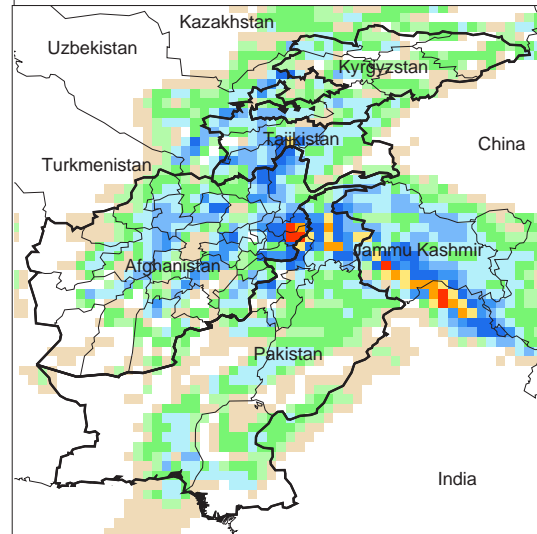 Kazakhstan
Uzbekistan
Kyrgyzstan
Tajikistan
China
Turkmenistan
Jammu Kashmir
Afghanistan
Pakistan
India